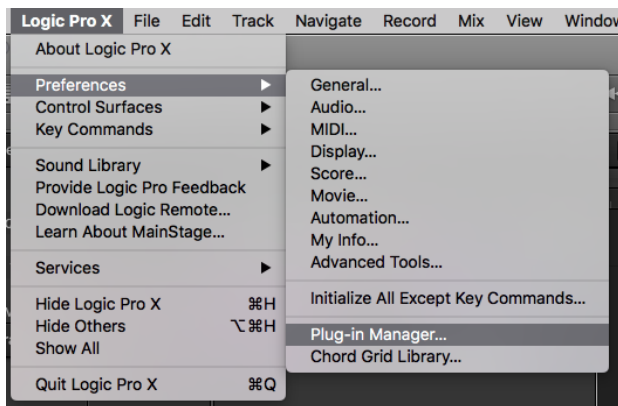 Logic Pro X File Edit Track Navigate Record Mix View Window
About Logic Pro X
Preferences
Control Surfaces
Key Commands
Sound Library
Provide Logic Pro Feedback
Download Logic Remote...
Learn About MainStage...
Services
Hide Logic Pro X ⌘H
Hide Others ⌥⌘H
Show All
Quit Logic Pro X ⌘Q
General...
Audio...
MIDI...
Display...
Score...
Movie...
Automation...
My Info...
Advanced Tools...
Initialize All Except Key Commands...
Plug-in Manager...
Chord Grid Library...